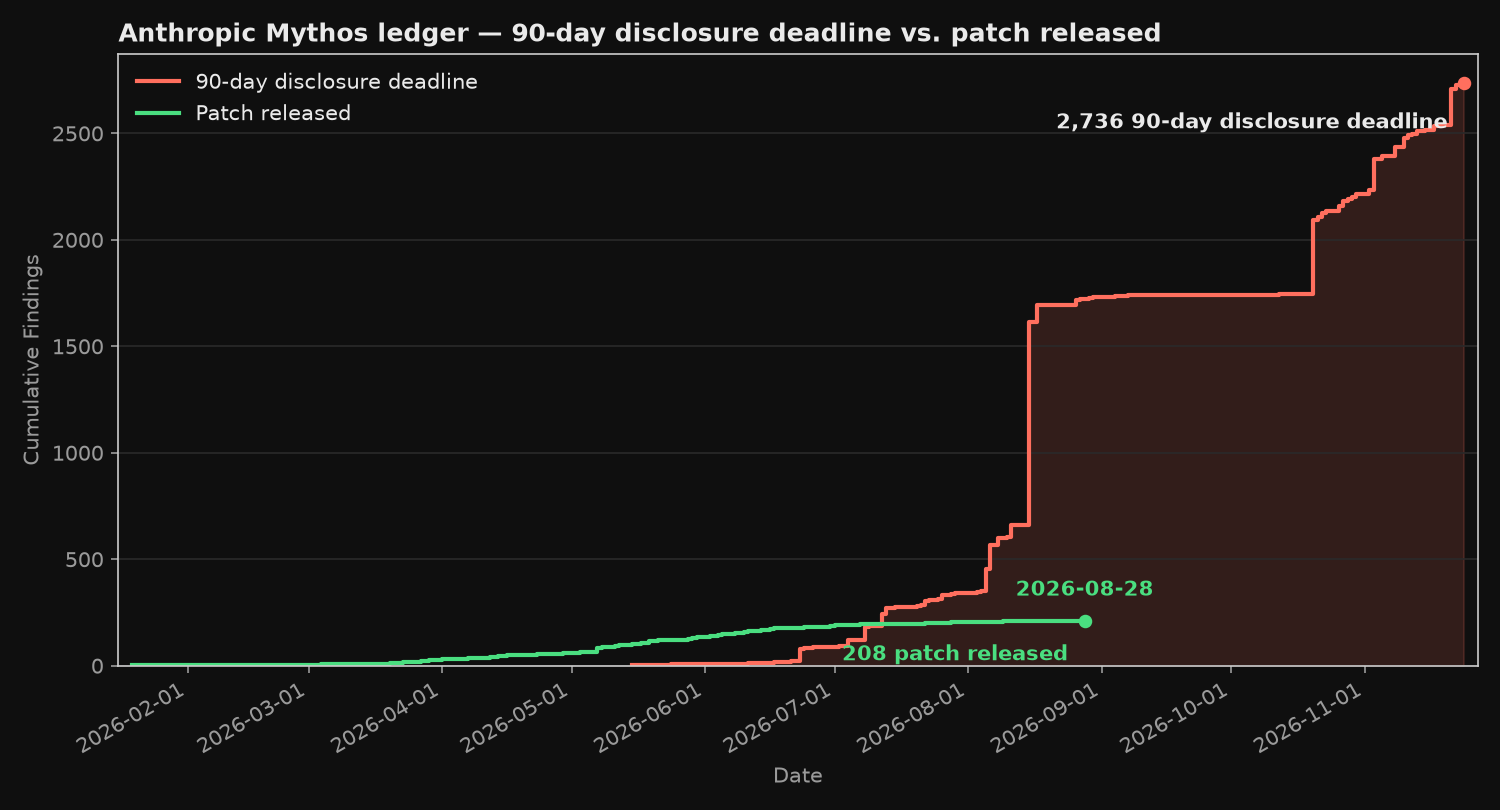 Anthropic Mythos ledger — 90-day disclosure deadline vs. patch released
90-day disclosure deadline
Patch released
2,736 90-day disclosure deadline
2026-08-28
208 patch released
Cumulative Findings
2500
2000
1500
1000
500
0
2026-02-01
2026-03-01
2026-04-01
2026-05-01
2026-06-01
2026-07-01
2026-08-01
2026-09-01
2026-10-01
2026-11-01
Date